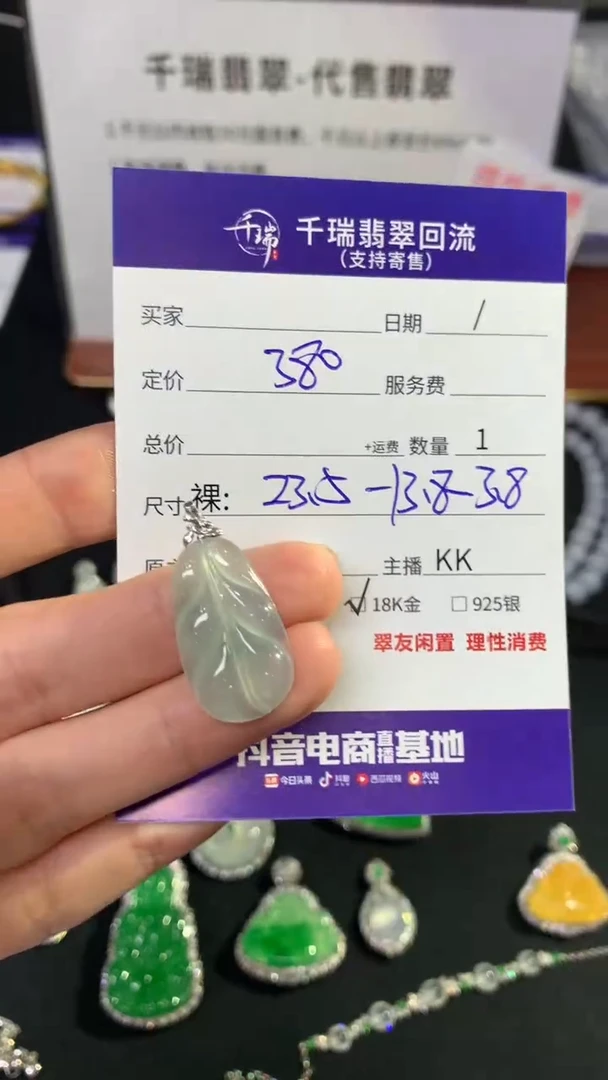 千瑞翡翠-代售翡翠
千瑞
千瑞翡翠回流
(支持寄售)
买家 日期 /
定价 380 服务费
总价 +运费 数量 1
尺寸 裸: 23.5-13.8-3.8
主播 KK
✓ 18K金 □ 925银
翠友闲置 理性消费
抖音电商直播基地
今日头条 抖音 西瓜视频 火山